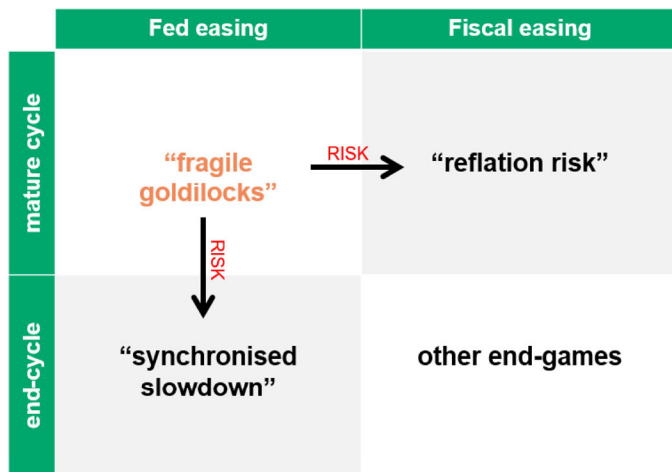 Fed easing
Fiscal easing
mature cycle
“fragile
goldilocks”
RISK
“reflation risk”
RISK
end-cycle
“synchronised
slowdown”
other end-games